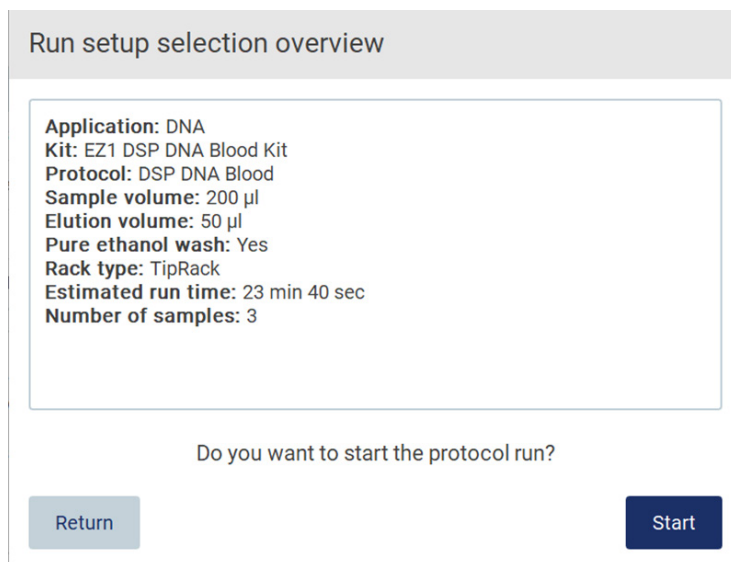 Run setup selection overview
Application: DNA
Kit: EZ1 DSP DNA Blood Kit
Protocol: DSP DNA Blood
Sample volume: 200 µl
Elution volume: 50 µl
Pure ethanol wash: Yes
Rack type: TipRack
Estimated run time: 23 min 40 sec
Number of samples: 3
Do you want to start the protocol run?
Return
Start